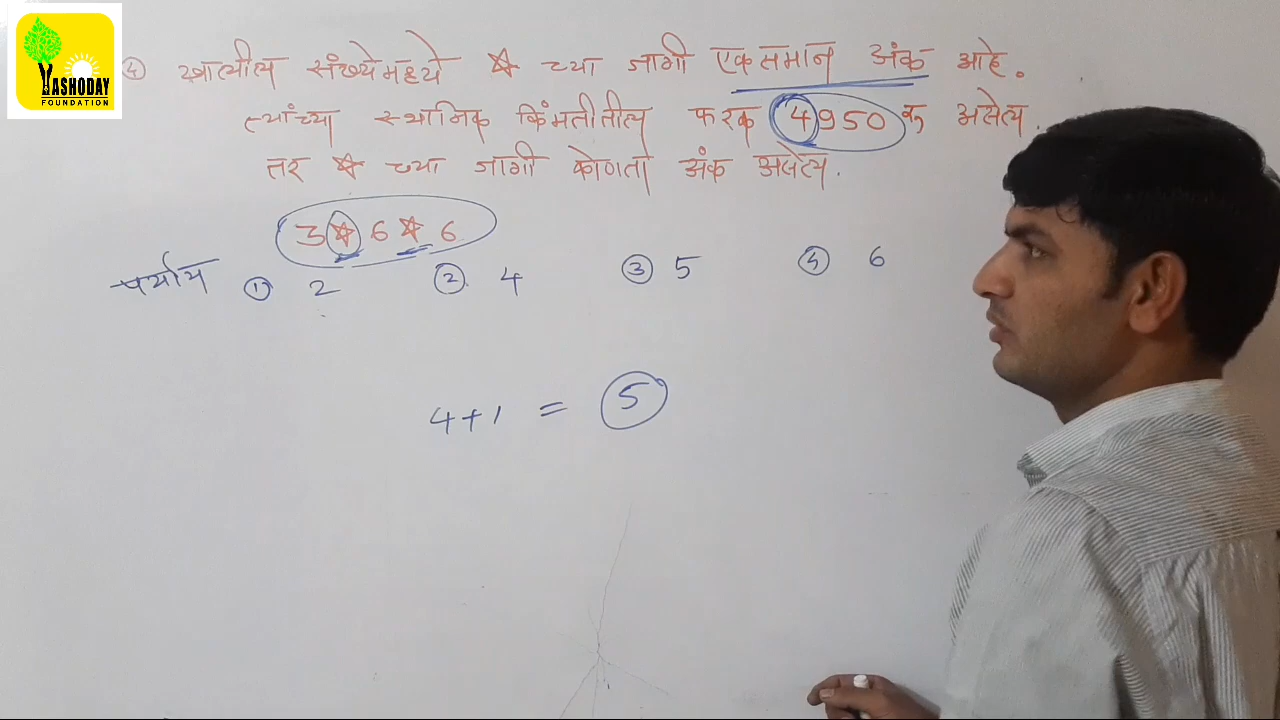 YASHODAY
FOUNDATION
④ खालील संख्येमध्ये ☆ च्या जागी एकसमान अंक आहे.
त्यांच्या स्थानिक किंमतीतील फरक 4950 असेल.
तर ☆ च्या जागी कोणता अंक असेल.
3☆6☆6
पर्याय ① 2 ② 4 ③ 5 ④ 6
4+1 = 5